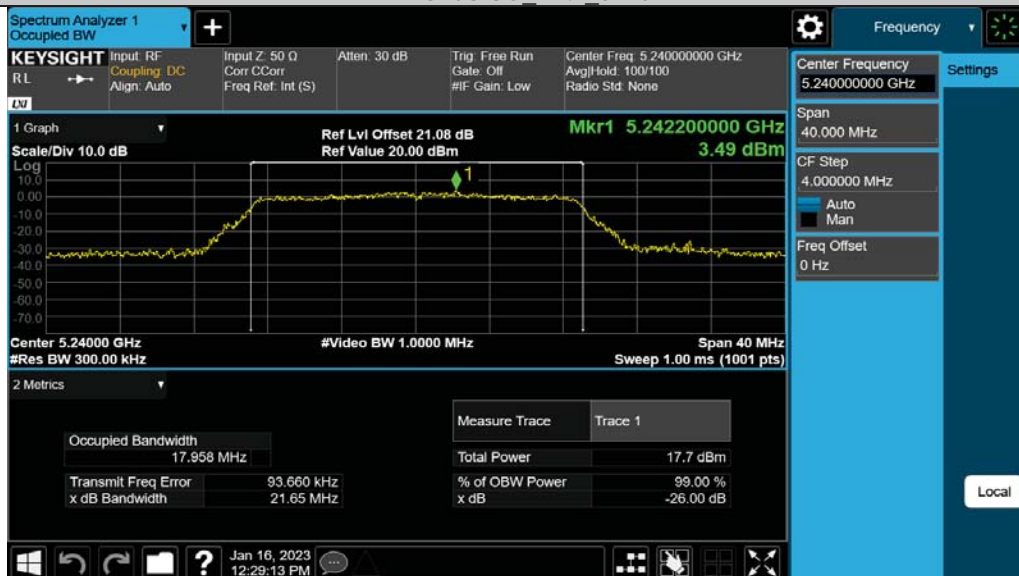 Spectrum Analyzer 1
Occupied BW
+
Frequency
KEYSIGHT
RL
LXI
Input: RF
Coupling: DC
Align: Auto
Input Z: 50 Ω
Corr CCorr
Freq Ref: Int (S)
Atten: 30 dB
Trig: Free Run
Gate: Off
#IF Gain: Low
Center Freq: 5.240000000 GHz
Avg|Hold: 100/100
Radio Std: None
1 Graph
Scale/Div 10.0 dB
Ref Lvl Offset 21.08 dB
Ref Value 20.00 dBm
Mkr1 5.242200000 GHz
3.49 dBm
Log
10.0
0.00
-10.0
-20.0
-30.0
-40.0
-50.0
-60.0
-70.0
1
Center 5.24000 GHz
#Res BW 300.00 kHz
#Video BW 1.0000 MHz
Span 40 MHz
Sweep 1.00 ms (1001 pts)
2 Metrics
Measure Trace Trace 1
Occupied Bandwidth
17.958 MHz
Total Power 17.7 dBm
Transmit Freq Error 93.660 kHz
% of OBW Power 99.00 %
x dB Bandwidth 21.65 MHz
x dB -26.00 dB
Center Frequency
5.240000000 GHz
Settings
Span
40.000 MHz
CF Step
4.000000 MHz
Auto
Man
Freq Offset
0 Hz
Local
?
Jan 16, 2023
12:29:13 PM